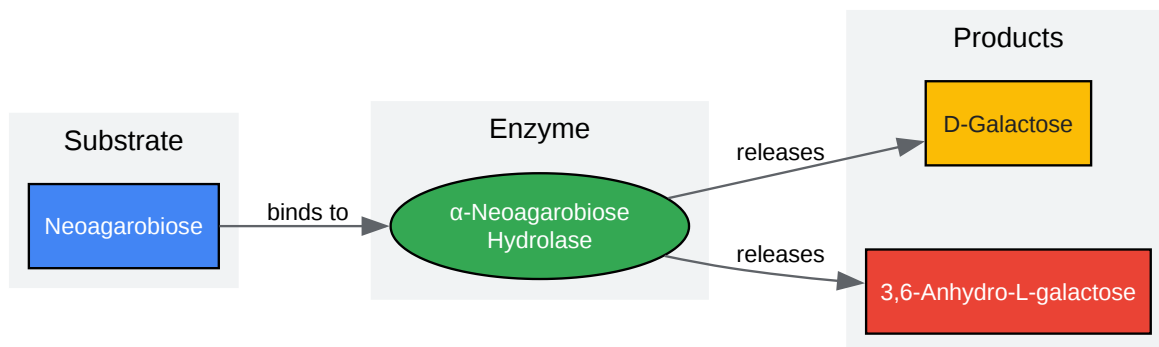 Substrate
Neoagarobiose
binds to
Enzyme
α-Neoagarobiose
Hydrolase
releases
releases
Products
D-Galactose
3,6-Anhydro-L-galactose